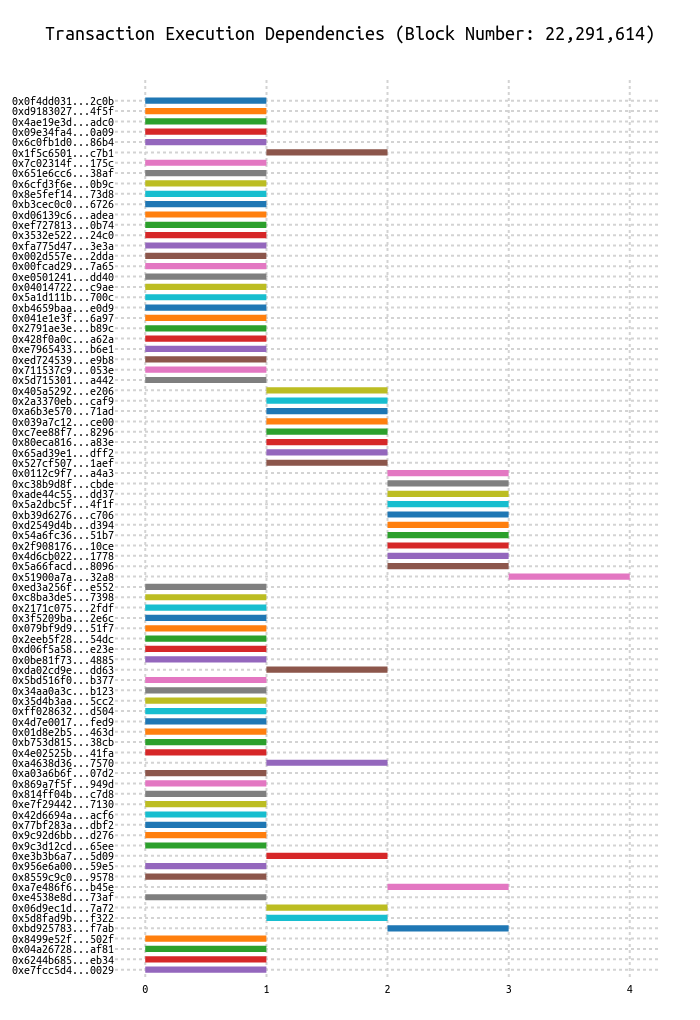 Transaction Execution Dependencies (Block Number: 22,291,614)
0x0f4dd031...2c0b
0xd9183027...4f5f
0x4ae19e3d...adc0
0x09e34fa4...0a09
0x6c0fb1d0...86b4
0x1f5c6501...c7b1
0x7c02314f...175c
0x651e6cc6...38af
0x6cfd3f6e...0b9c
0x8e5fef14...73d8
0xb3cec0c0...6726
0xd06139c6...adea
0xef727813...0b74
0x3532e522...24c0
0xfa775d47...3e3a
0x002d557e...2dda
0x00fcad29...7a65
0xe0501241...dd40
0x04014722...c9ae
0x5a1d111b...700c
0xb4659baa...e0d9
0x041e1e3f...6a97
0x2791ae3e...b89c
0x428f0a0c...a62a
0xe7965433...b6e1
0xed724539...e9b8
0x711537c9...053e
0x5d715301...a442
0x405a5292...e206
0x2a3370eb...caf9
0xa6b3e570...71ad
0x039a7c12...ce00
0xc7ee88f7...8296
0x80eca816...a83e
0x65ad39e1...dff2
0x527cf507...1aef
0x0112c9f7...a4a3
0xc38b9d8f...cbde
0xade44c55...dd37
0x5a2dbc5f...4f1f
0xb39d6276...c706
0xd2549d4b...d394
0x54a6fc36...51b7
0x2f908176...10ce
0x4d6cb022...1778
0x5a66facd...8096
0x51900a7a...32a8
0xed3a256f...e552
0xc8ba3de5...7398
0x2171c075...2fdf
0x3f5209ba...2e6c
0x079bf9d9...51f7
0x2eeb5f28...54dc
0xd06f5a58...e23e
0x0be81f73...4885
0xda02cd9e...dd63
0x5bd516f0...b377
0x34aa0a3c...b123
0x35d4b3aa...5cc2
0xff028632...d504
0x4d7e0017...fed9
0x01d8e2b5...463d
0xb753d815...38cb
0x4e02525b...41fa
0xa4638d36...7570
0xa03a6b6f...07d2
0x869a7f5f...949d
0x814ff04b...c7d8
0xe7f29442...7130
0x42d6694a...acf6
0x77bf283a...dbf2
0x9c92d6bb...d276
0x9c3d12cd...65ee
0xe3b3b6a7...5d09
0x956e6a00...59e5
0x8559c9c0...9578
0xa7e486f6...b45e
0xe4538e8d...73af
0x06d9ec1d...7a72
0x5d8fad9b...f322
0xbd925783...f7ab
0x8499e52f...502f
0x04a26728...af81
0x6244b685...eb34
0xe7fcc5d4...0029
0 1 2 3 4